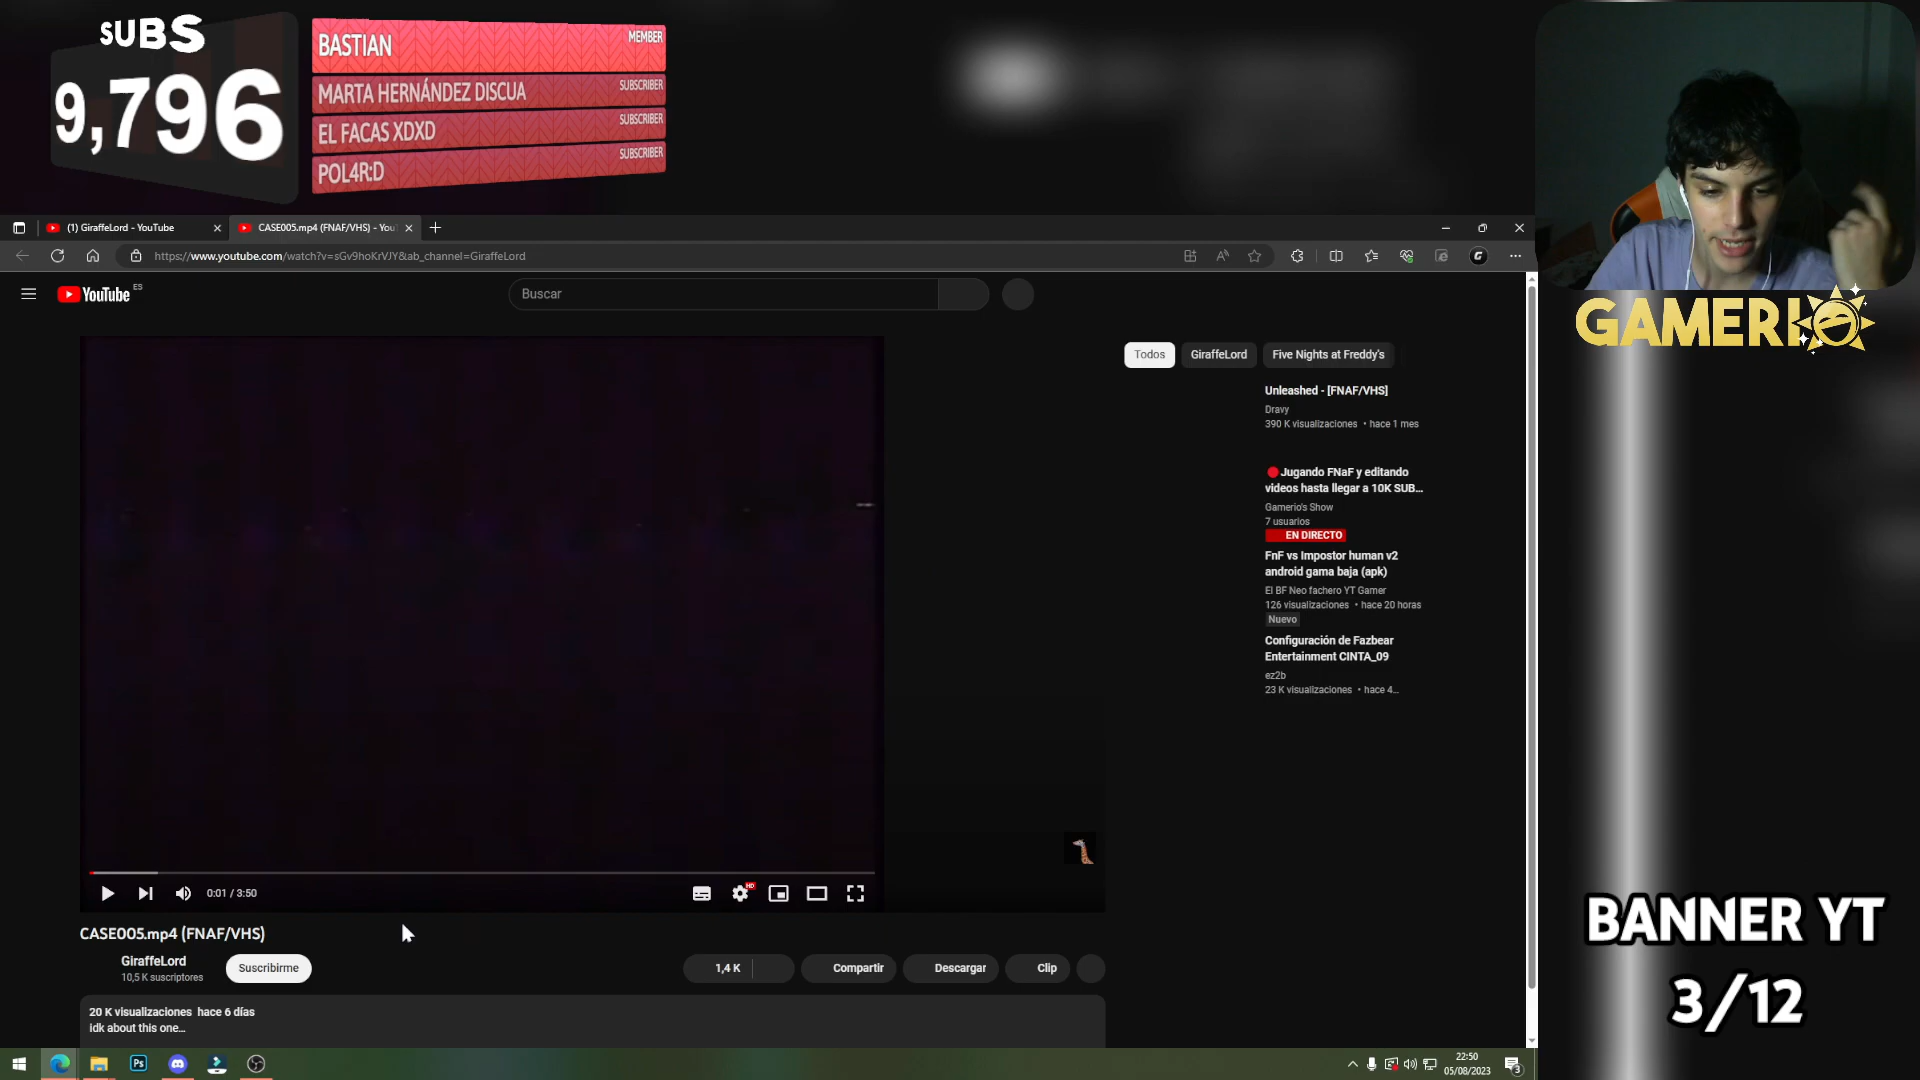 SUBS
9,796
BASTIAN MEMBER
MARTA HERNÁNDEZ DISCUA SUBSCRIBER
EL FACAS XDXD SUBSCRIBER
POL4R:D SUBSCRIBER
(1) GiraffeLord - YouTube
CASE005.mp4 (FNAF/VHS) - You
https://www.youtube.com/watch?v=sGv9hoKrVJY&ab_channel=GiraffeLord
YouTube ES
Buscar
GAMERIO
Todos
GiraffeLord
Five Nights at Freddy's
Unleashed - [FNAF/VHS]
Dravy
390 K visualizaciones • hace 1 mes
Jugando FNaF y editando
videos hasta llegar a 10K SUB...
Gamerio's Show
7 usuarios
EN DIRECTO
FnF vs Impostor human v2
android gama baja (apk)
El BF Neo fachero YT Gamer
126 visualizaciones • hace 20 horas
Nuevo
Configuración de Fazbear
Entertainment CINTA_09
ez2b
23 K visualizaciones • hace 4...
0:01 / 3:50
HD
CASE005.mp4 (FNAF/VHS)
GiraffeLord
10,5 K suscriptores
Suscribirme
1,4 K
Compartir
Descargar
Clip
20 K visualizaciones hace 6 días
idk about this one...
BANNER YT
3/12
Ps
22:50
05/08/2023
3